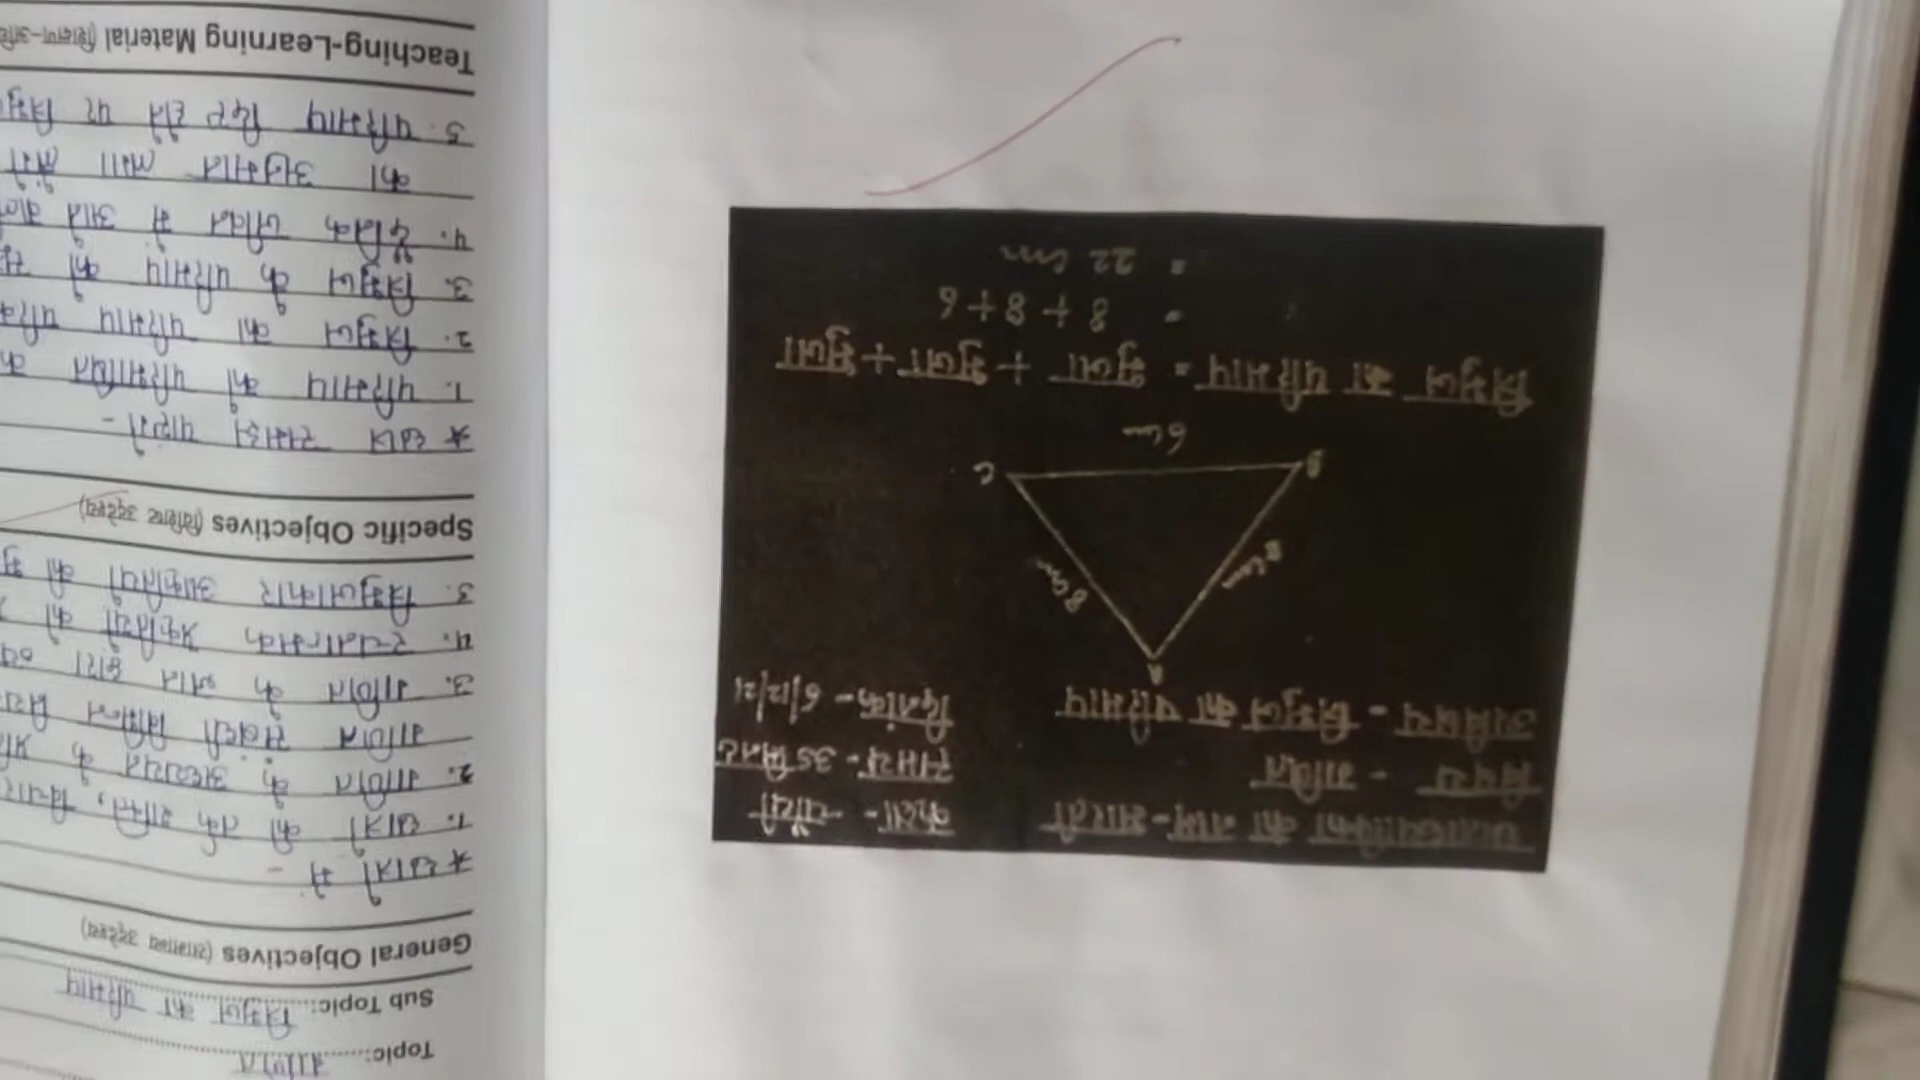 Topic:......गणित
Sub Topic:....त्रिभुज का परिमाप
General Objectives (सामान्य उद्देश्य)
* छात्रों में -
1. छात्रों की तर्क शक्ति,
2. गणित के अध्ययन के
गणित संबंधी विभिन्न
3. गणित के ज्ञान द्वारा
4. रचनात्मक प्रकृतियों को
5. त्रिभुजाकार आकृतियों की
Specific Objectives (विशिष्ट उद्देश्य)
* छात्र समझ पाएंगे -
1. परिमाप को परिभाषित
2. त्रिभुज का परिमाप
3. त्रिभुज के परिमाप को
4. दैनिक जीवन में आने
का अनुमान लगा लेंगे
5. परिमाप दिए होने पर
Teaching-Learning Material
छात्राध्यापिका का नाम - आरती
कक्षा - चौथी
विषय - गणित
समय - 35 मिनट
उपविषय - त्रिभुज का परिमाप
दिनांक - 6/12/21
A
8cm
8cm
B
C
6cm
त्रिभुज का परिमाप = भुजा + भुजा + भुजा
= 8+8+6
= 22 cm